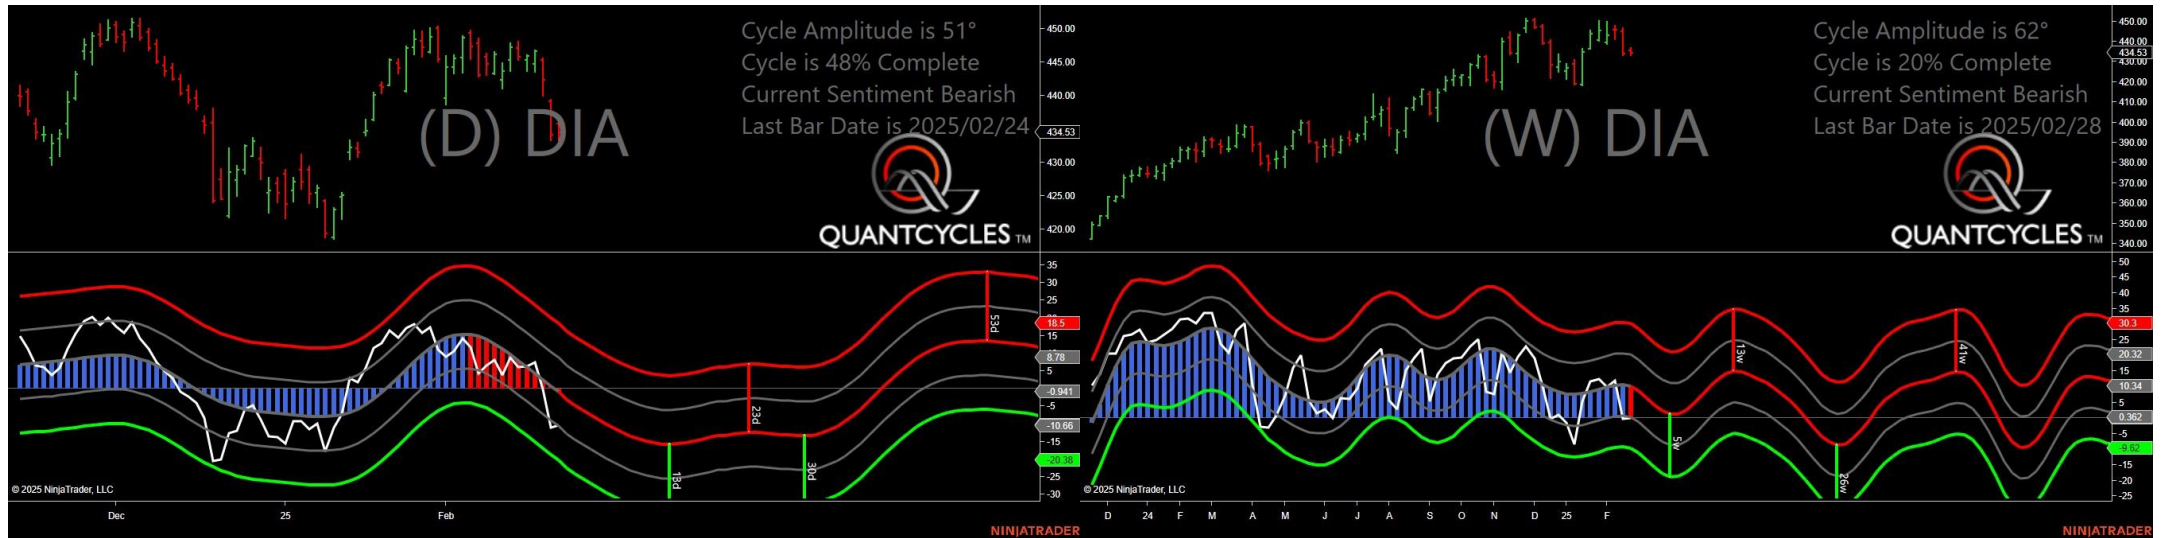 Cycle Amplitude is 51°
Cycle is 48% Complete
Current Sentiment Bearish
Last Bar Date is 2025/02/24
(D) DIA
QUANTCYCLES TM
450.00
445.00
440.00
434.53
430.00
425.00
420.00
35
30
25
18.5
15
8.78
5
-0.941
-5
-10.66
-15
-20.38
-25
-30
13d
23d
30d
53d
© 2025 NinjaTrader, LLC
Dec
25
Feb
NINJATRADER
Cycle Amplitude is 62°
Cycle is 20% Complete
Current Sentiment Bearish
Last Bar Date is 2025/02/28
(W) DIA
QUANTCYCLES TM
450.00
440.00
434.53
430.00
420.00
410.00
400.00
390.00
380.00
370.00
360.00
350.00
340.00
50
45
40
35
30.3
25
20.32
15
10.34
5
0.362
-5
-9.62
-15
-20
-25
5w
13w
26w
41w
© 2025 NinjaTrader, LLC
D 24 F M A M J J A S O N D 25 F
NINJATRADER